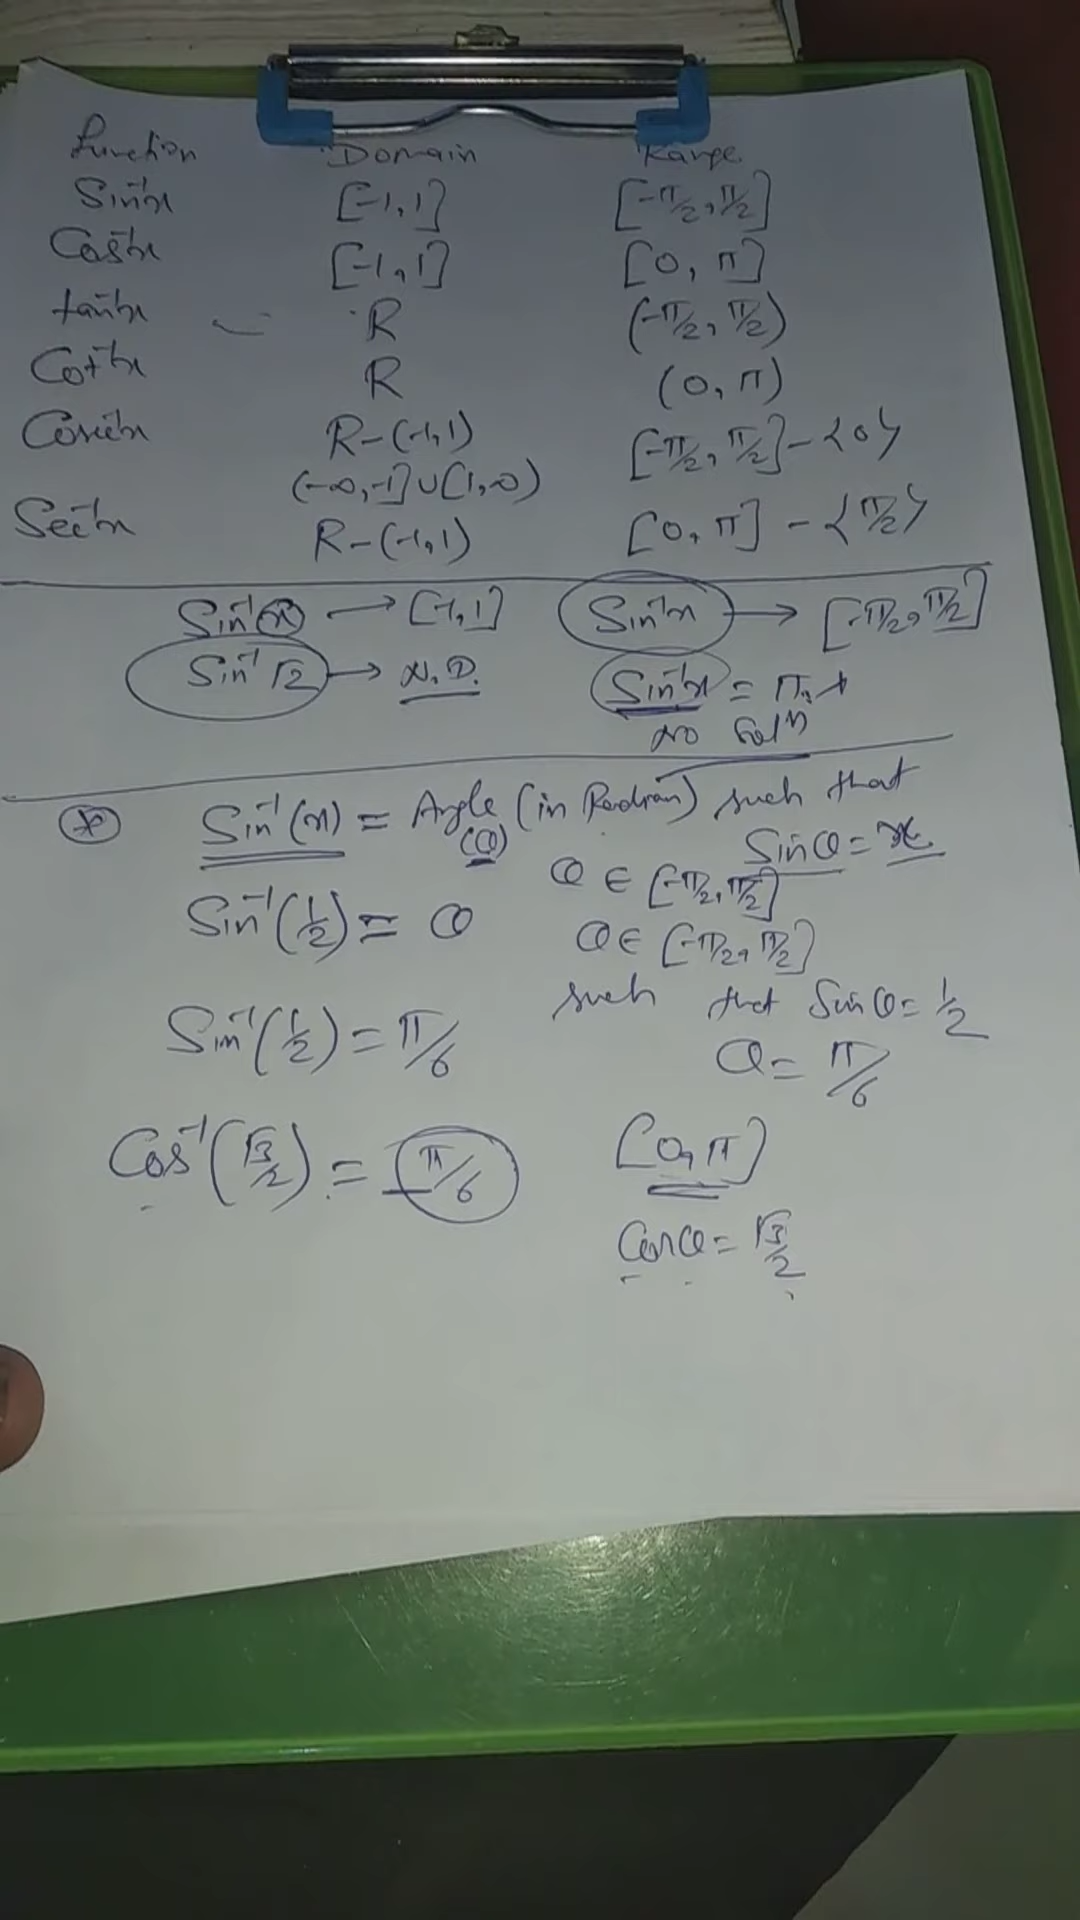 Function Domain Range
Sin⁻¹x [-1,1] [-π/2, π/2]
Cos⁻¹x [-1,1] [0, π]
tan⁻¹x – R (-π/2, π/2)
Cot⁻¹x R (0, π)
Cosec⁻¹x R-(-1,1) [-π/2, π/2]-{0}
(-∞,-1]∪[1,∞)
Sec⁻¹x R-(-1,1) [0, π] - {π/2}
Sin⁻¹(x) → [-1,1] Sin⁻¹x → [-π/2, π/2]
Sin⁻¹√2 → N.D. Sin⁻¹x = π
No Solⁿ
Sin⁻¹(x) = Angle (in Radian) such that
(θ) Sinθ = x
θ ∈ [-π/2, π/2]
Sin⁻¹(1/2) = θ θ ∈ [-π/2, π/2]
such that Sinθ = 1/2
Sin⁻¹(1/2) = π/6 θ = π/6
Cos⁻¹(√3/2) = π/6 [0, π]
Cosθ = √3/2